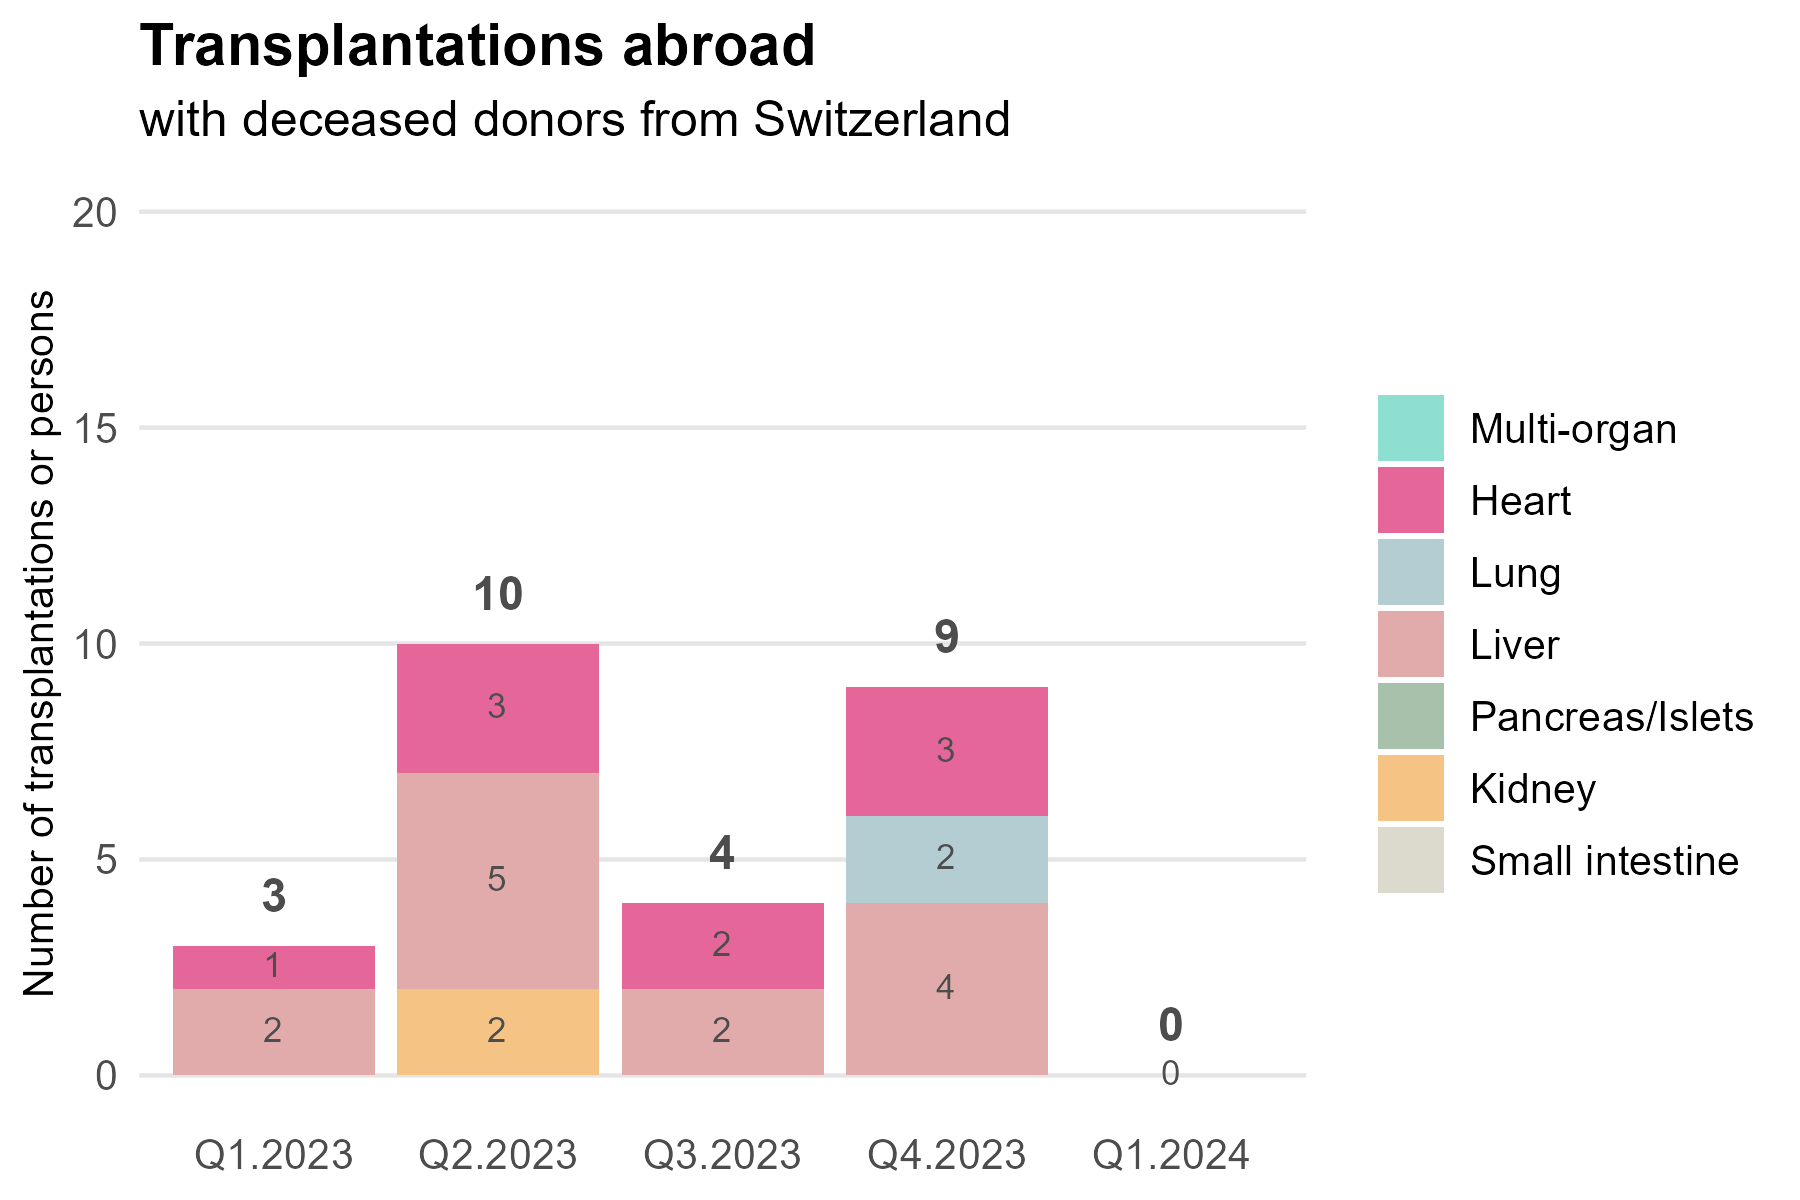 Transplantations abroad
with deceased donors from Switzerland
Number of transplantations or persons
20
15
10
5
0
3
1
2
10
3
5
2
4
2
2
9
3
2
4
0
0
Q1.2023
Q2.2023
Q3.2023
Q4.2023
Q1.2024
Multi-organ
Heart
Lung
Liver
Pancreas/Islets
Kidney
Small intestine